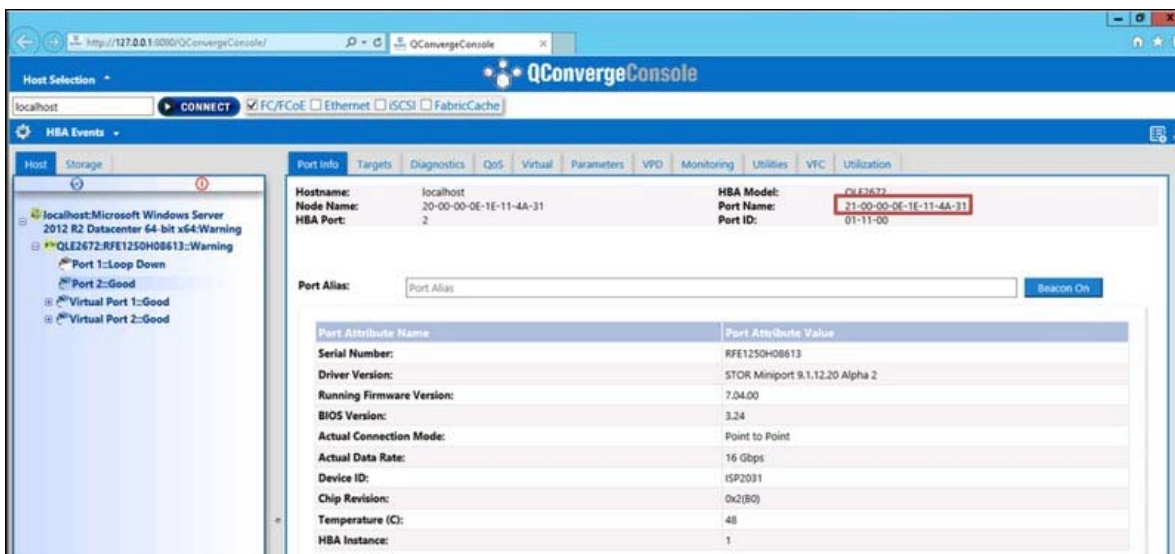 http://127.0.0.1:8080/QConvergeConsole/
QConvergeConsole
Host Selection
QConvergeConsole
localhost
CONNECT
FC/FCoE Ethernet iSCSI FabricCache
HBA Events
Host Storage
Port Info Targets Diagnostics QoS Virtual Parameters VPD Monitoring Utilities VFC Utilization
localhost:Microsoft Windows Server
2012 R2 Datacenter 64-bit x64:Warning
QLE2672:RFE1250H08613::Warning
Port 1::Loop Down
Port 2::Good
Virtual Port 1::Good
Virtual Port 2::Good
Hostname: localhost HBA Model: QLE2672
Node Name: 20-00-00-0E-1E-11-4A-31 Port Name: 21-00-00-0E-1E-11-4A-31
HBA Port: 2 Port ID: 01-11-00
Port Alias: Port Alias Beacon On
Port Attribute Name Port Attribute Value
Serial Number: RFE1250H08613
Driver Version: STOR Miniport 9.1.12.20 Alpha 2
Running Firmware Version: 7.04.00
BIOS Version: 3.24
Actual Connection Mode: Point to Point
Actual Data Rate: 16 Gbps
Device ID: ISP2031
Chip Revision: 0x2(B0)
Temperature (C): 48
HBA Instance: 1